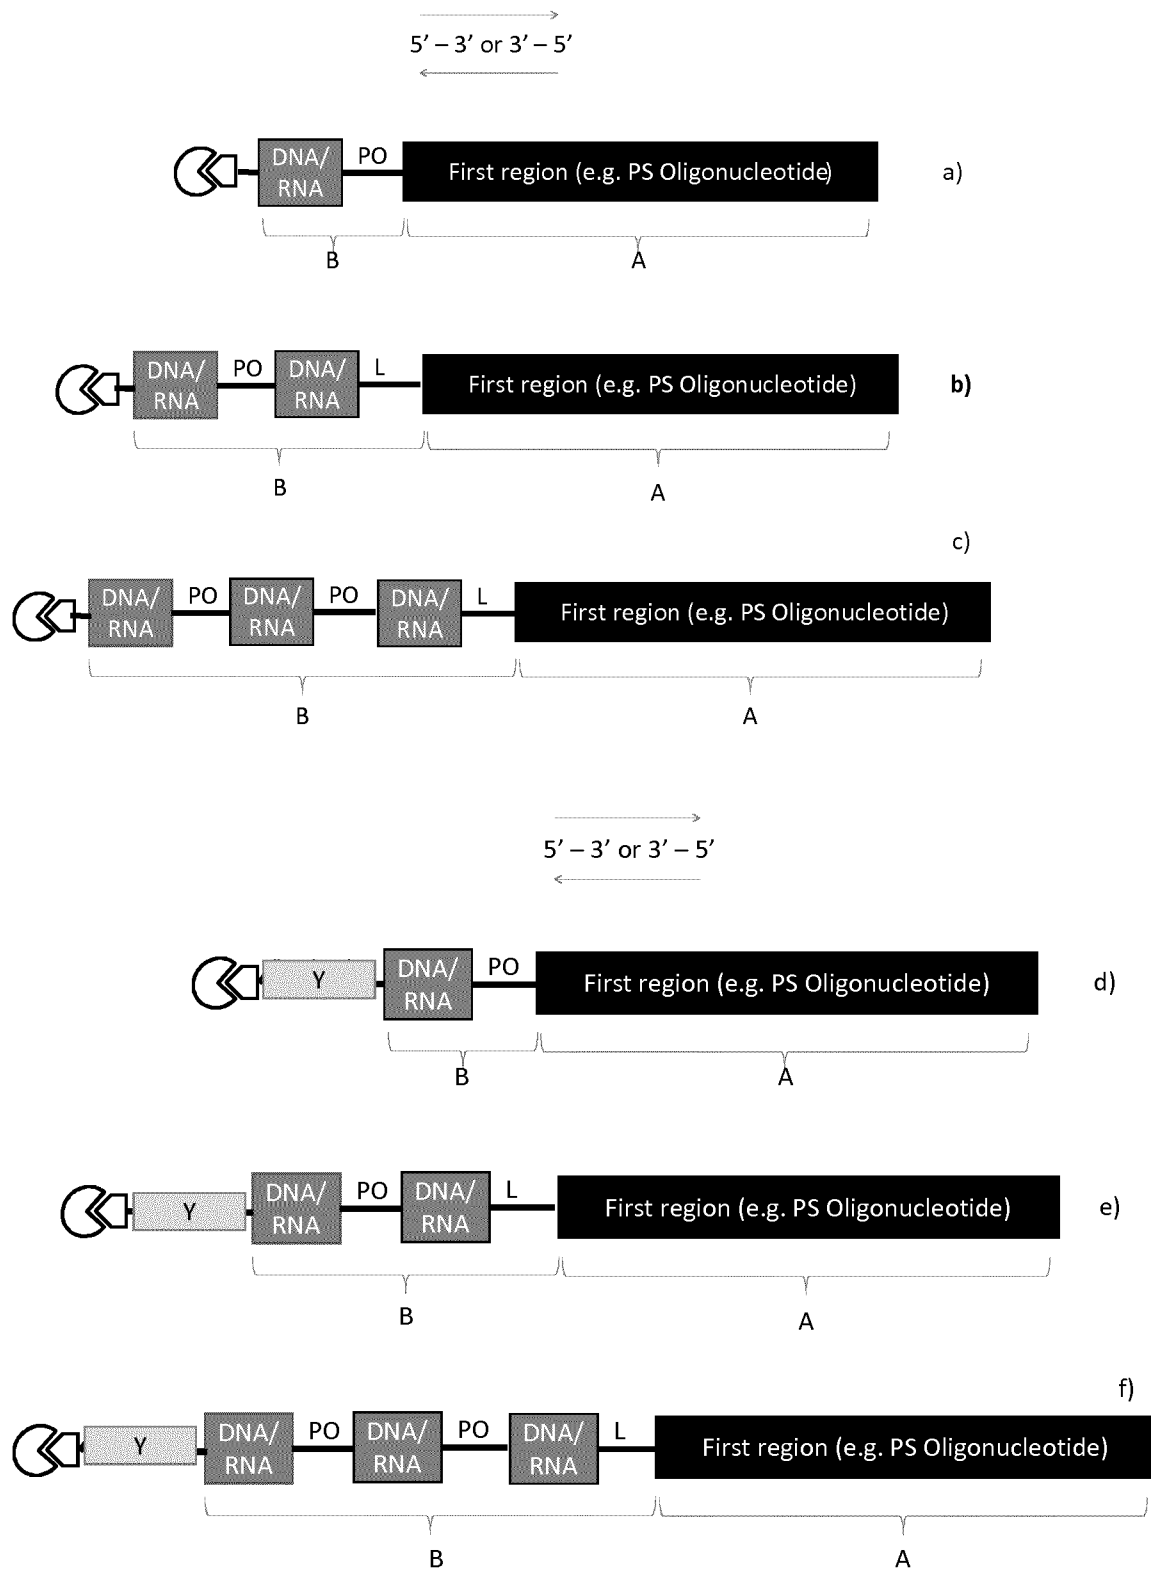 5’ – 3’ or 3’ – 5’
DNA/
RNA
PO
First region (e.g. PS Oligonucleotide)
a)
B
A
DNA/
RNA
PO
DNA/
RNA
L
First region (e.g. PS Oligonucleotide)
b)
B
A
c)
DNA/
RNA
PO
DNA/
RNA
PO
DNA/
RNA
L
First region (e.g. PS Oligonucleotide)
B
A
5’ – 3’ or 3’ – 5’
Y
DNA/
RNA
PO
First region (e.g. PS Oligonucleotide)
d)
B
A
Y
DNA/
RNA
PO
DNA/
RNA
L
First region (e.g. PS Oligonucleotide)
e)
B
A
f)
Y
DNA/
RNA
PO
DNA/
RNA
PO
DNA/
RNA
L
First region (e.g. PS Oligonucleotide)
B
A